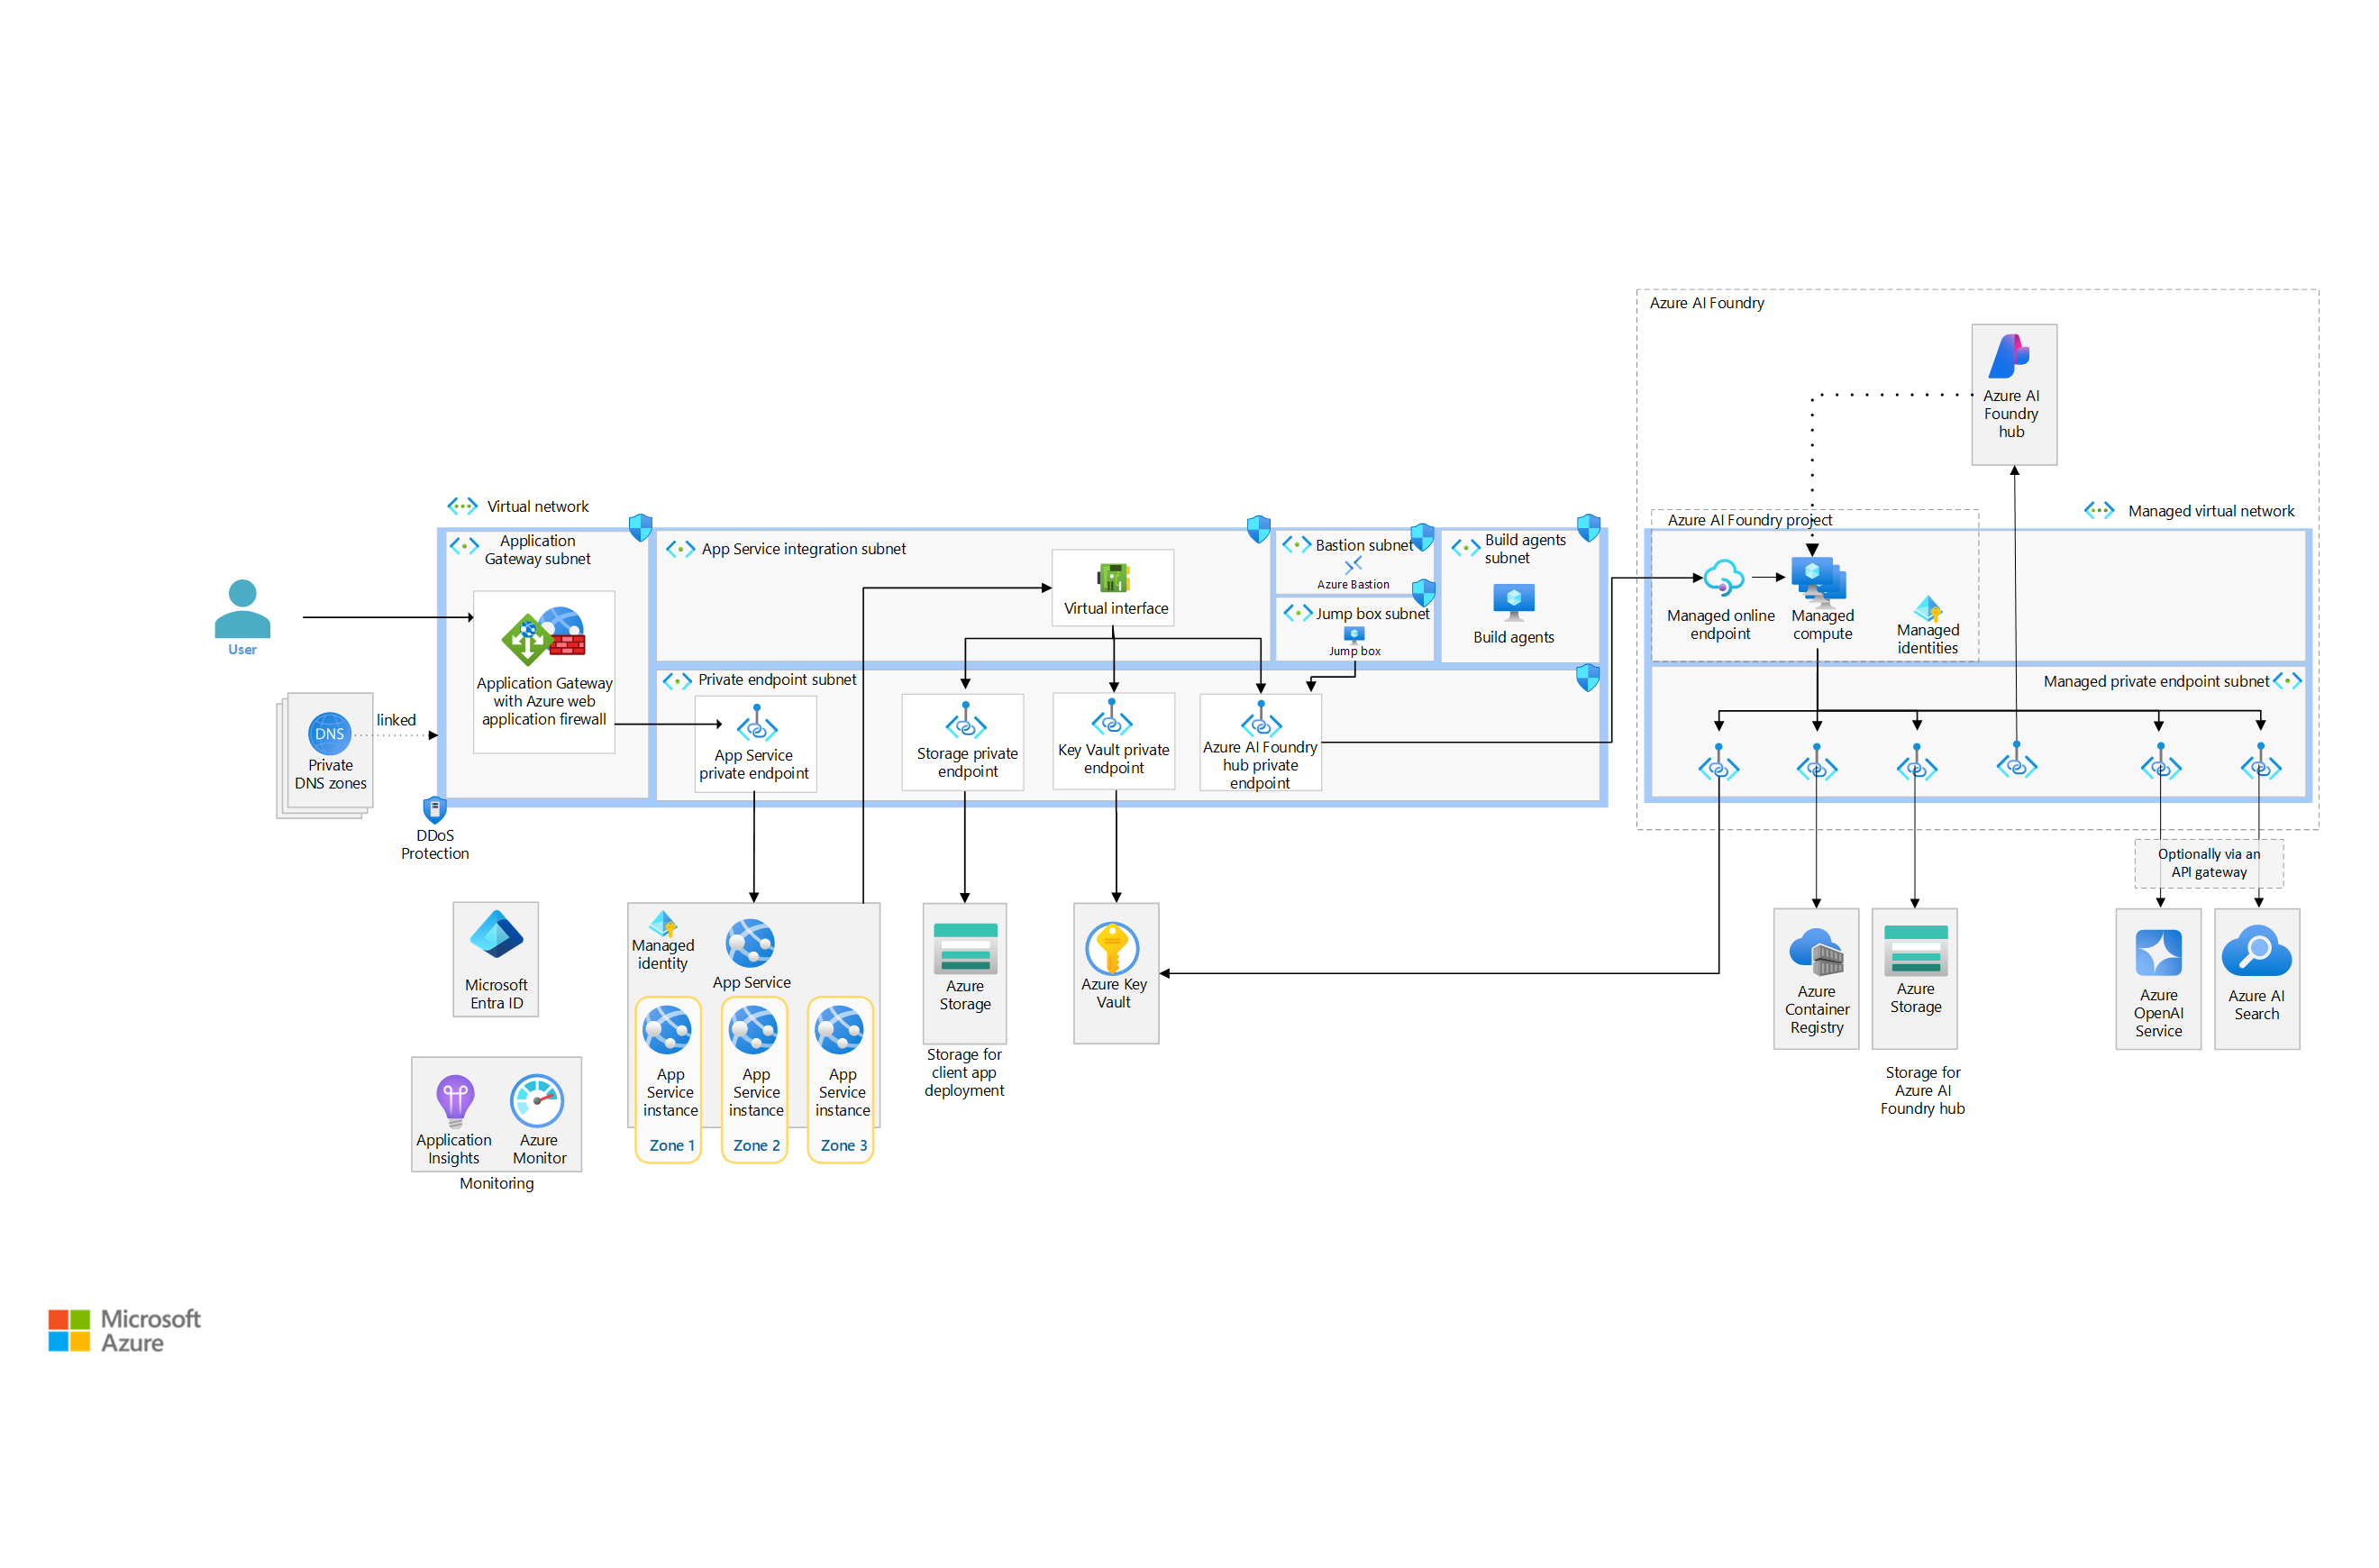 Azure AI Foundry
Azure AI
Foundry
hub
Virtual network
Managed virtual network
Application
Gateway subnet
App Service integration subnet
Bastion subnet
Azure Bastion
Build agents
subnet
Azure AI Foundry project
Virtual interface
Jump box subnet
Jump box
Build agents
Managed online
endpoint
Managed
compute
Managed
identities
User
Application Gateway
with Azure web
application firewall
Private endpoint subnet
Managed private endpoint subnet
linked
DNS
Private
DNS zones
App Service
private endpoint
Storage private
endpoint
Key Vault private
endpoint
Azure AI Foundry
hub private
endpoint
DDoS
Protection
Optionally via an
API gateway
Microsoft
Entra ID
Managed
identity
App Service
Azure
Storage
Azure Key
Vault
Azure
Container
Registry
Azure
Storage
Azure
OpenAI
Service
Azure AI
Search
App
Service
instance
Zone 1
App
Service
instance
Zone 2
App
Service
instance
Zone 3
Storage for
client app
deployment
Storage for
Azure AI
Foundry hub
Application
Insights
Azure
Monitor
Monitoring
Microsoft
Azure